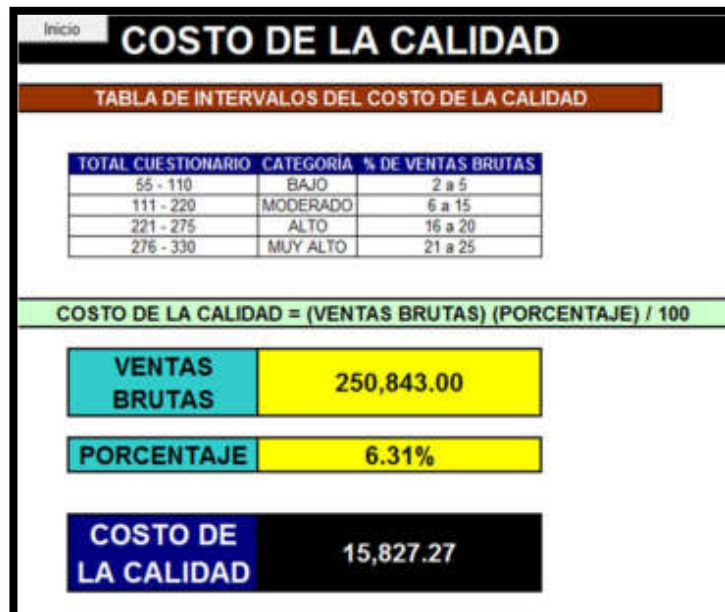 Inicio
COSTO DE LA CALIDAD
TABLA DE INTERVALOS DEL COSTO DE LA CALIDAD
TOTAL CUESTIONARIO CATEGORÍA % DE VENTAS BRUTAS
55 - 110 BAJO 2 a 5
111 - 220 MODERADO 6 a 15
221 - 275 ALTO 16 a 20
276 - 330 MUY ALTO 21 a 25
COSTO DE LA CALIDAD = (VENTAS BRUTAS) (PORCENTAJE) / 100
VENTAS
BRUTAS
250,843.00
PORCENTAJE 6.31%
COSTO DE
LA CALIDAD
15,827.27